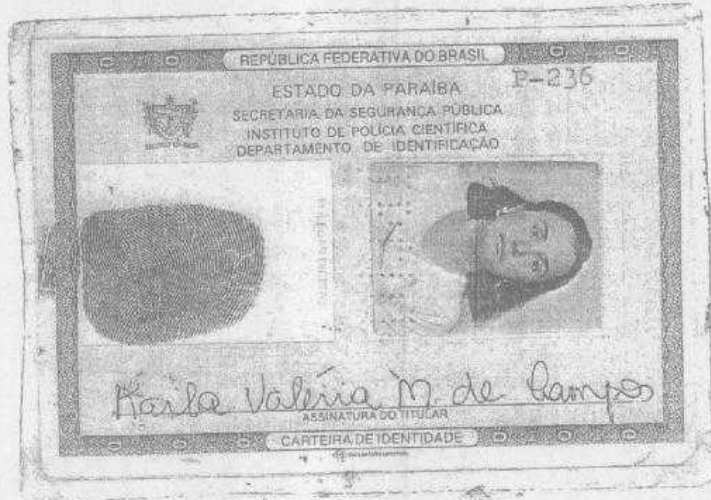 REPÚBLICA FEDERATIVA DO BRASIL
P-236
ESTADO DA PARAÍBA
SECRETARIA DA SEGURANÇA PÚBLICA
INSTITUTO DE POLÍCIA CIENTÍFICA
DEPARTAMENTO DE IDENTIFICAÇÃO
Karla Valéria M. de Campos
ASSINATURA DO TITULAR
CARTEIRA DE IDENTIDADE